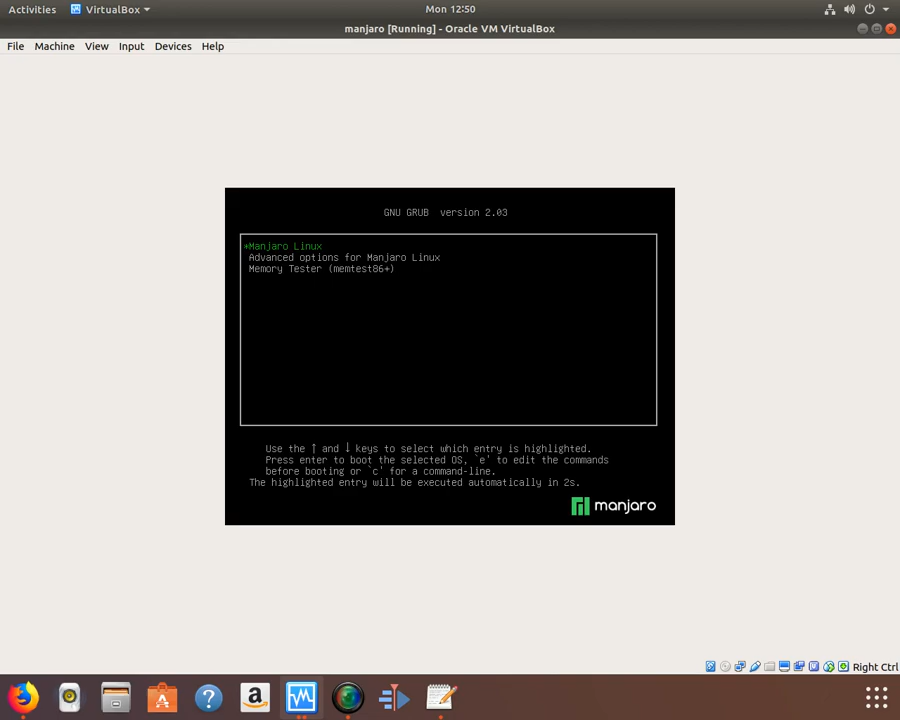 Activities VirtualBox Mon 12:50
manjaro [Running] - Oracle VM VirtualBox
File Machine View Input Devices Help
GNU GRUB version 2.03
*Manjaro Linux
Advanced options for Manjaro Linux
Memory Tester (memtest86+)
Use the ↑ and ↓ keys to select which entry is highlighted.
Press enter to boot the selected OS, `e' to edit the commands
before booting or `c' for a command-line.
The highlighted entry will be executed automatically in 2s.
manjaro
Right Ctrl